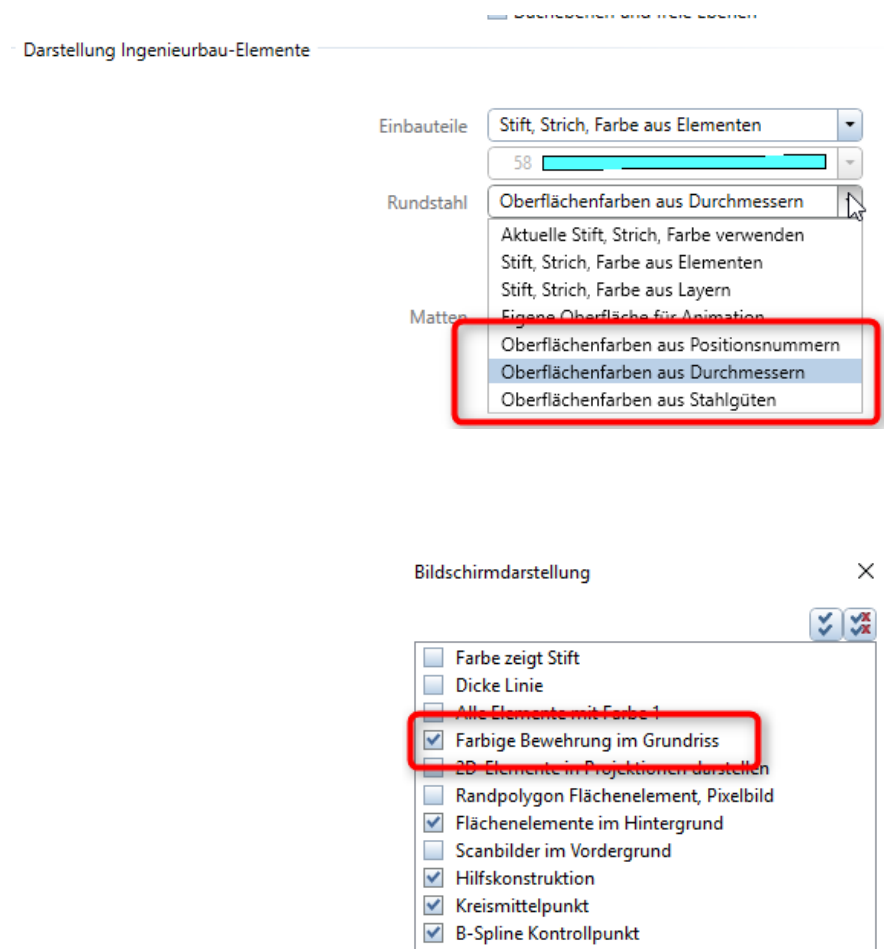 Dachebenen und freie Ebenen
Darstellung Ingenieurbau-Elemente
Einbauteile Stift, Strich, Farbe aus Elementen
58
Rundstahl Oberflächenfarben aus Durchmessern
Aktuelle Stift, Strich, Farbe verwenden
Stift, Strich, Farbe aus Elementen
Stift, Strich, Farbe aus Layern
Matten Eigene Oberfläche für Animation
Oberflächenfarben aus Positionsnummern
Oberflächenfarben aus Durchmessern
Oberflächenfarben aus Stahlgüten
Bildschirmdarstellung
Farbe zeigt Stift
Dicke Linie
Alle Elemente mit Farbe 1
Farbige Bewehrung im Grundriss
2D-Elemente in Projektionen darstellen
Randpolygon Flächenelement, Pixelbild
Flächenelemente im Hintergrund
Scanbilder im Vordergrund
Hilfskonstruktion
Kreismittelpunkt
B-Spline Kontrollpunkt